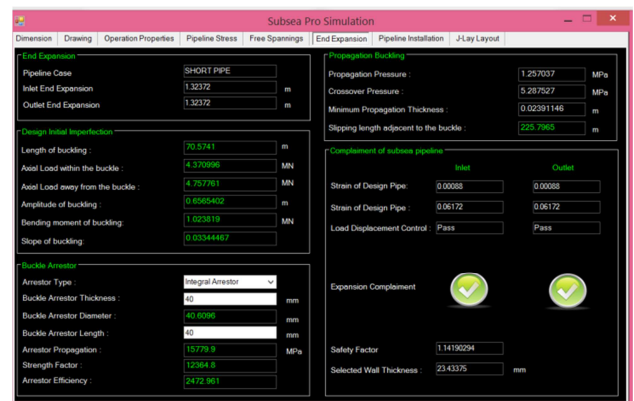 Subsea Pro Simulation
Dimension Drawing Operation Properties Pipeline Stress Free Spannings End Expansion Pipeline Installation J-Lay Layout
End Expansion
Pipeline Case SHORT PIPE
Inlet End Expansion 1.32372 m
Outlet End Expansion 1.32372 m
Design Initial Imperfection
Length of buckling : 70.5741 m
Axial Load within the buckle : 4.370996 MN
Axial Load away from the buckle : 4.757761 MN
Amplitude of buckling : 0.6565402 m
Bending moment of buckling: 1.023819 MN
Slope of buckling: 0.03344467
Buckle Arrestor
Arrestor Type : Integral Arrestor
Buckle Arrestor Thickness : 40 mm
Buckle Arrestor Diameter : 40.6096 mm
Buckle Arrestor Length : 40 mm
Arrestor Propagation : 15779.9 MPa
Strength Factor : 12364.8
Arrestor Efficiency : 2472.961
Propagation Buckling
Propagation Pressure : 1.257037 MPa
Crossover Pressure : 5.287527 MPa
Minimum Propagation Thickness : 0.02391146 m
Slipping length adjacent to the buckle : 225.7965 m
Complaiment of subsea pipeline
Inlet Outlet
Strain of Design Pipe: 0.00088 0.00088
Strain of Design Pipe : 0.06172 0.06172
Load Displacement Control : Pass Pass
Expansion Complaiment
Safety Factor 1.14190294
Selected Wall Thickness : 23.43375 mm